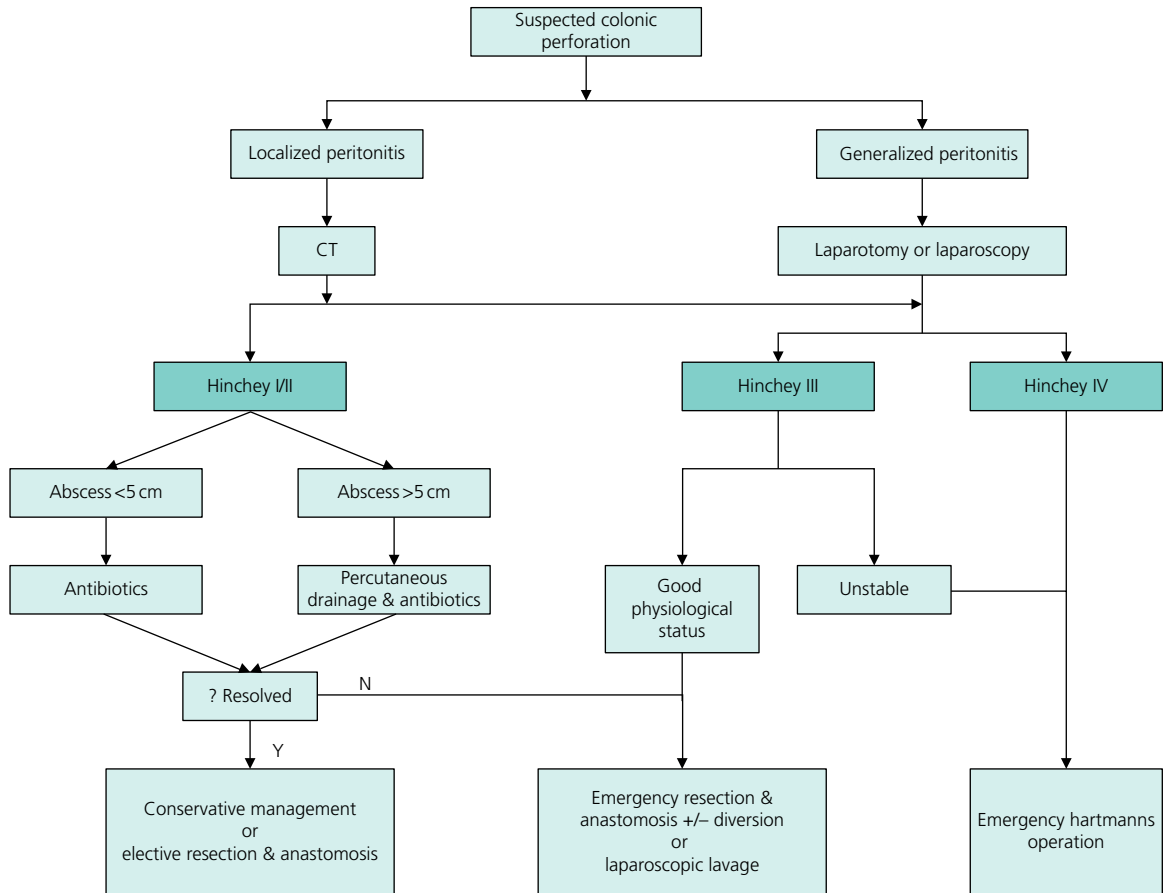 Suspected colonic
perforation
Localized peritonitis
Generalized peritonitis
CT
Laparotomy or laparoscopy
Hinchey I/II
Hinchey III
Hinchey IV
Abscess <5 cm
Abscess >5 cm
Antibiotics
Percutaneous
drainage & antibiotics
Good
physiological
status
Unstable
? Resolved
N
Y
Conservative management
or
elective resection & anastomosis
Emergency resection &
anastomosis +/– diversion
or
laparoscopic lavage
Emergency hartmanns
operation